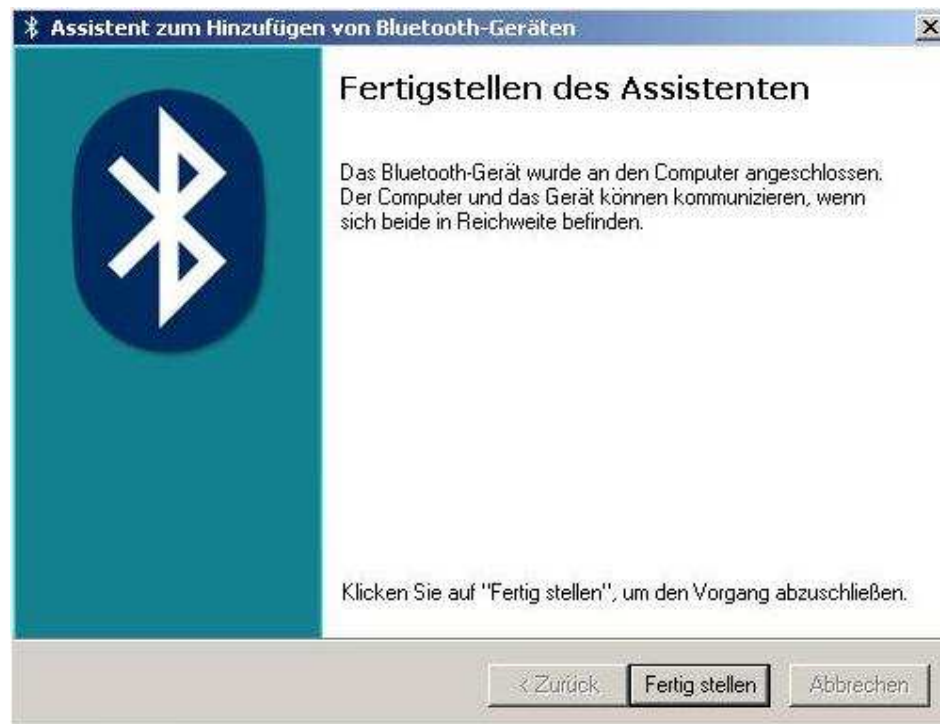 Assistent zum Hinzufügen von Bluetooth-Geräten
Fertigstellen des Assistenten
Das Bluetooth-Gerät wurde an den Computer angeschlossen.
Der Computer und das Gerät können kommunizieren, wenn
sich beide in Reichweite befinden.
Klicken Sie auf "Fertig stellen", um den Vorgang abzuschließen.
< Zurück Fertig stellen Abbrechen